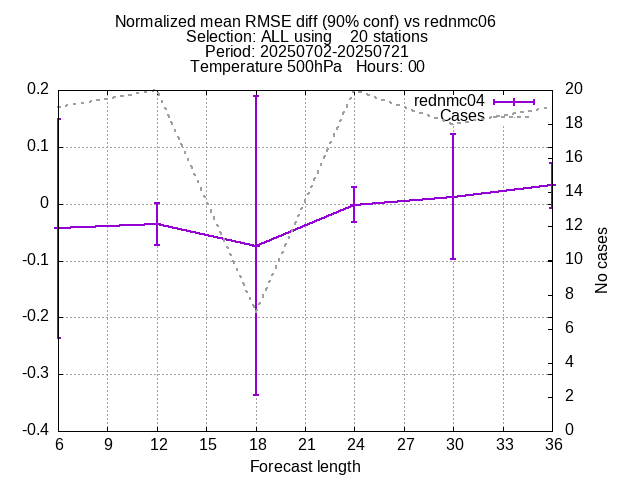 Normalized mean RMSE diff (90% conf) vs rednmc06
Selection: ALL using    20 stations
Period: 20250702-20250721
Temperature 500hPa   Hours: 00
rednmc04
Cases
0.2
0.1
0
-0.1
-0.2
-0.3
-0.4
20
18
16
14
12
10
8
6
4
2
0
No cases
6 9 12 15 18 21 24 27 30 33 36
Forecast length